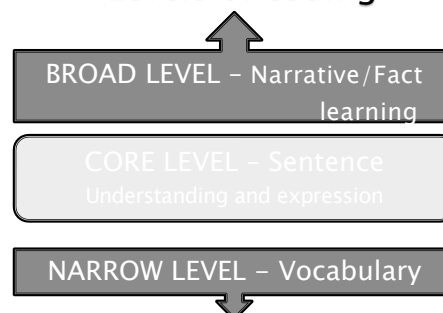 BROAD LEVEL – Narrative/Fact
learning
CORE LEVEL – Sentence
Understanding and expression
NARROW LEVEL – Vocabulary